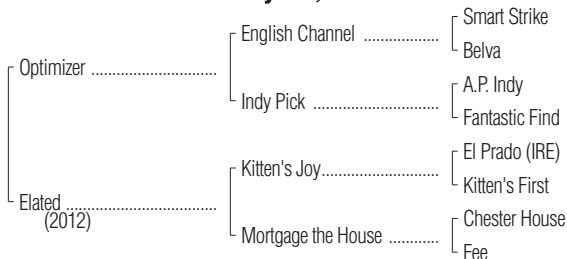 Smart Strike
English Channel ..................
Belva
Optimizer ...............................
A.P. Indy
Indy Pick ..............................
Fantastic Find
El Prado (IRE)
Kitten's Joy............................
Kitten's First
Elated .....................................
(2012)
Chester House
Mortgage the House ............
Fee